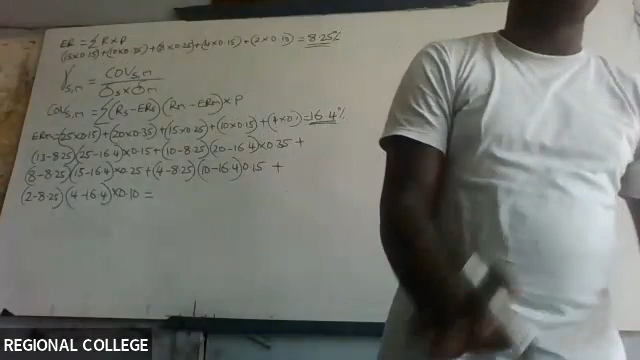 ER = ∑ R×P
(13×0.15)+(10×0.35)+(8×0.25)+(4×0.15)+(2×0.10) = 8.25%
r s,m = COVs,m
σs × σm
COVs,m = ∑(Rs-ERs)(Rm-ERm)×P
ERm=(25×0.15)+(20×0.35)+(15×0.25)+(10×0.15)+(4×0.1)=16.4%
(13-8.25)(25-16.4)×0.15+(10-8.25)(20-16.4)×0.35+
(8-8.25)(15-16.4)×0.25+(4-8.25)(10-16.4)0.15 +
(2-8.25)(4-16.4)×0.10 =
REGIONAL COLLEGE